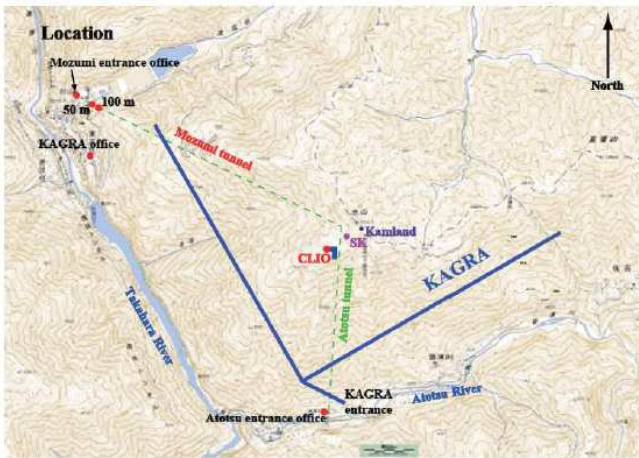 Location
Mozumi entrance office
50 m
100 m
North
KAGRA office
Mozumi tunnel
Kamland
SK
CLIO
KAGRA
Atotsu tunnel
Takahara River
KAGRA
entrance
Atotsu River
Atotsu entrance office